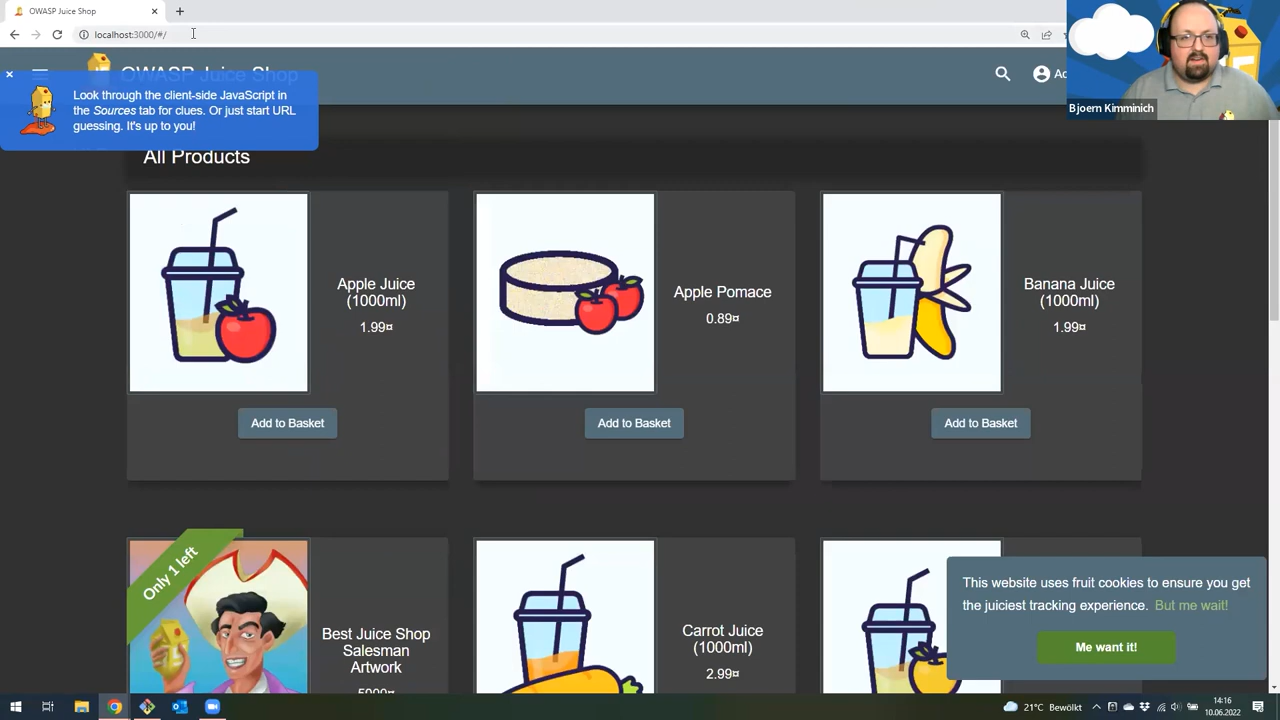 OWASP Juice Shop
localhost:3000/#/
OWASP Juice Shop
Look through the client-side JavaScript in
the Sources tab for clues. Or just start URL
guessing. It's up to you!
Bjoern Kimminich
All Products
Apple Juice
(1000ml)
1.99¤
Add to Basket
Apple Pomace
0.89¤
Add to Basket
Banana Juice
(1000ml)
1.99¤
Add to Basket
Only 1 left
Best Juice Shop
Salesman
Artwork
5000¤
Carrot Juice
(1000ml)
2.99¤
This website uses fruit cookies to ensure you get
the juiciest tracking experience. But me wait!
Me want it!
21°C Bewölkt
14:16
10.06.2022